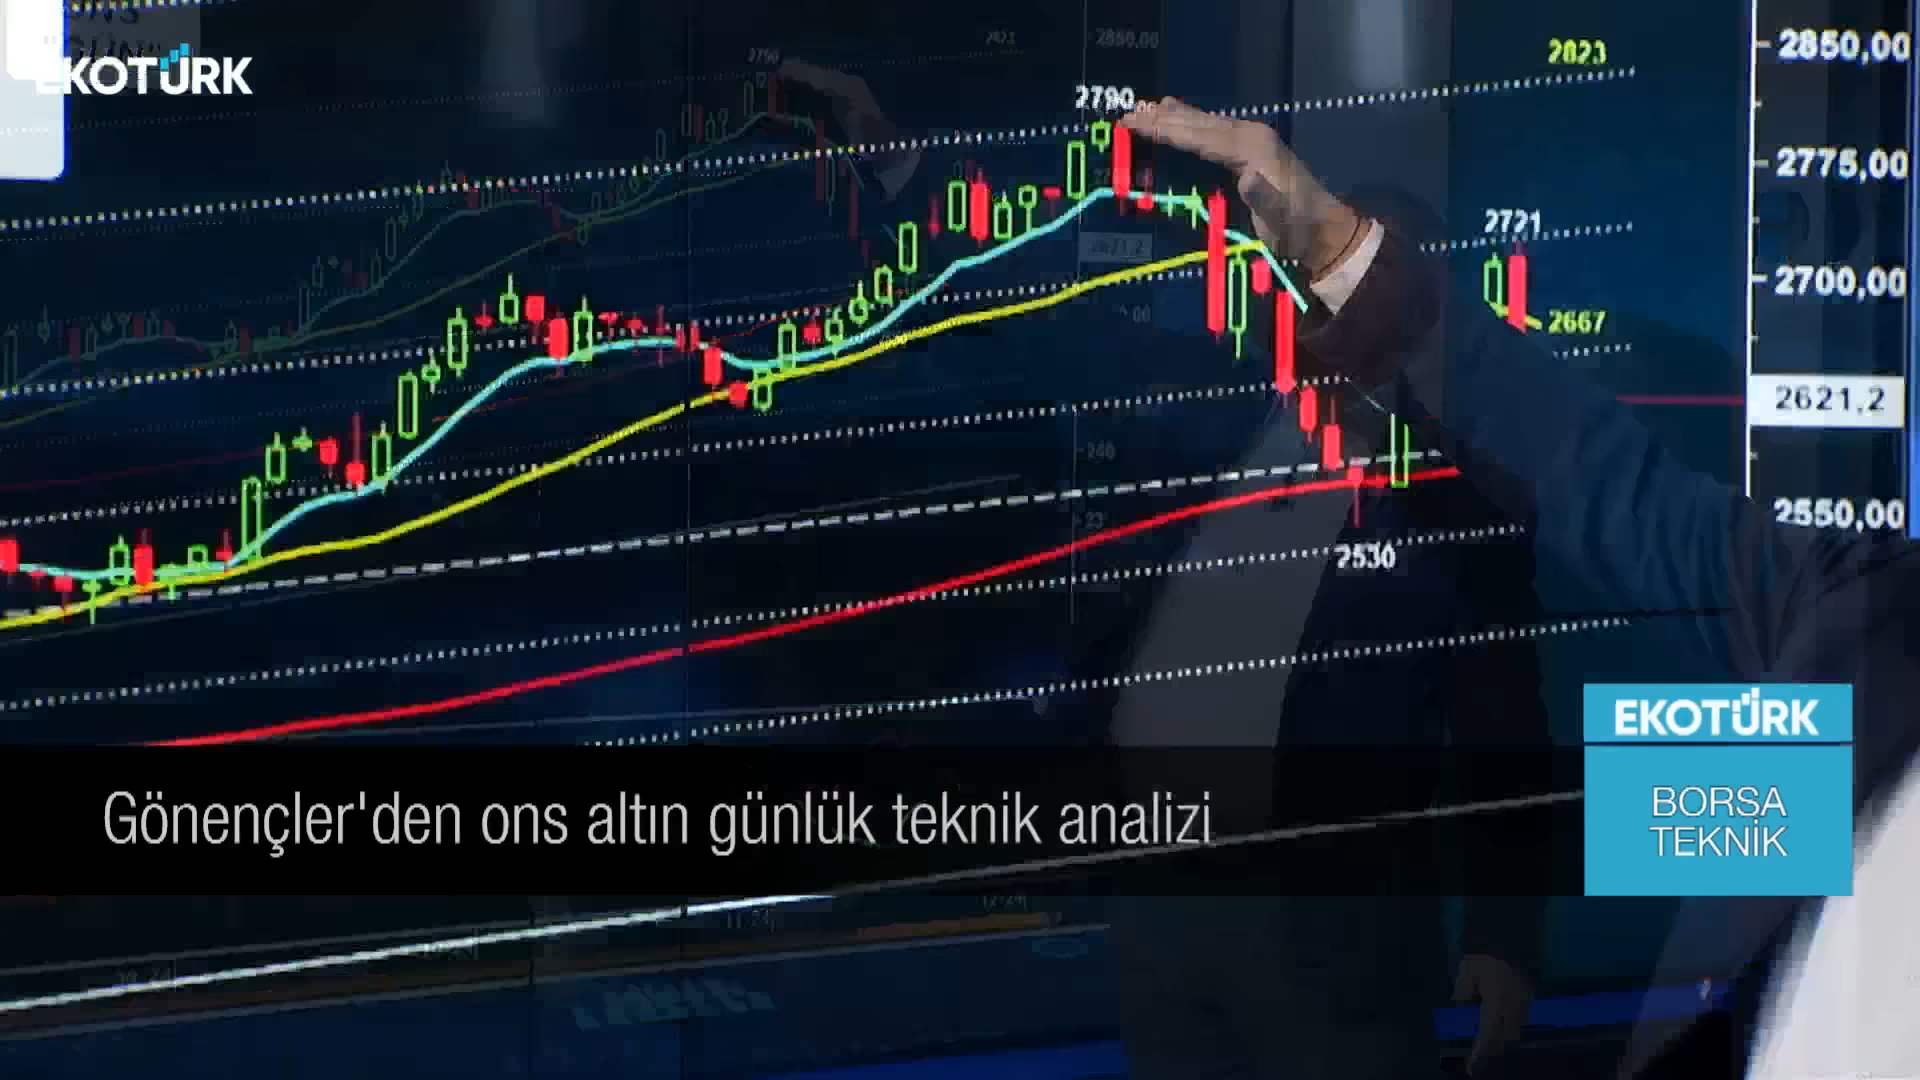 EKOTÜRK
2823
2850,00
2790
2775,00
2721
2700,00
2667
2621,2
2550,00
2530
EKOTÜRK
Gönençler'den ons altın günlük teknik analizi
BORSA
TEKNİK